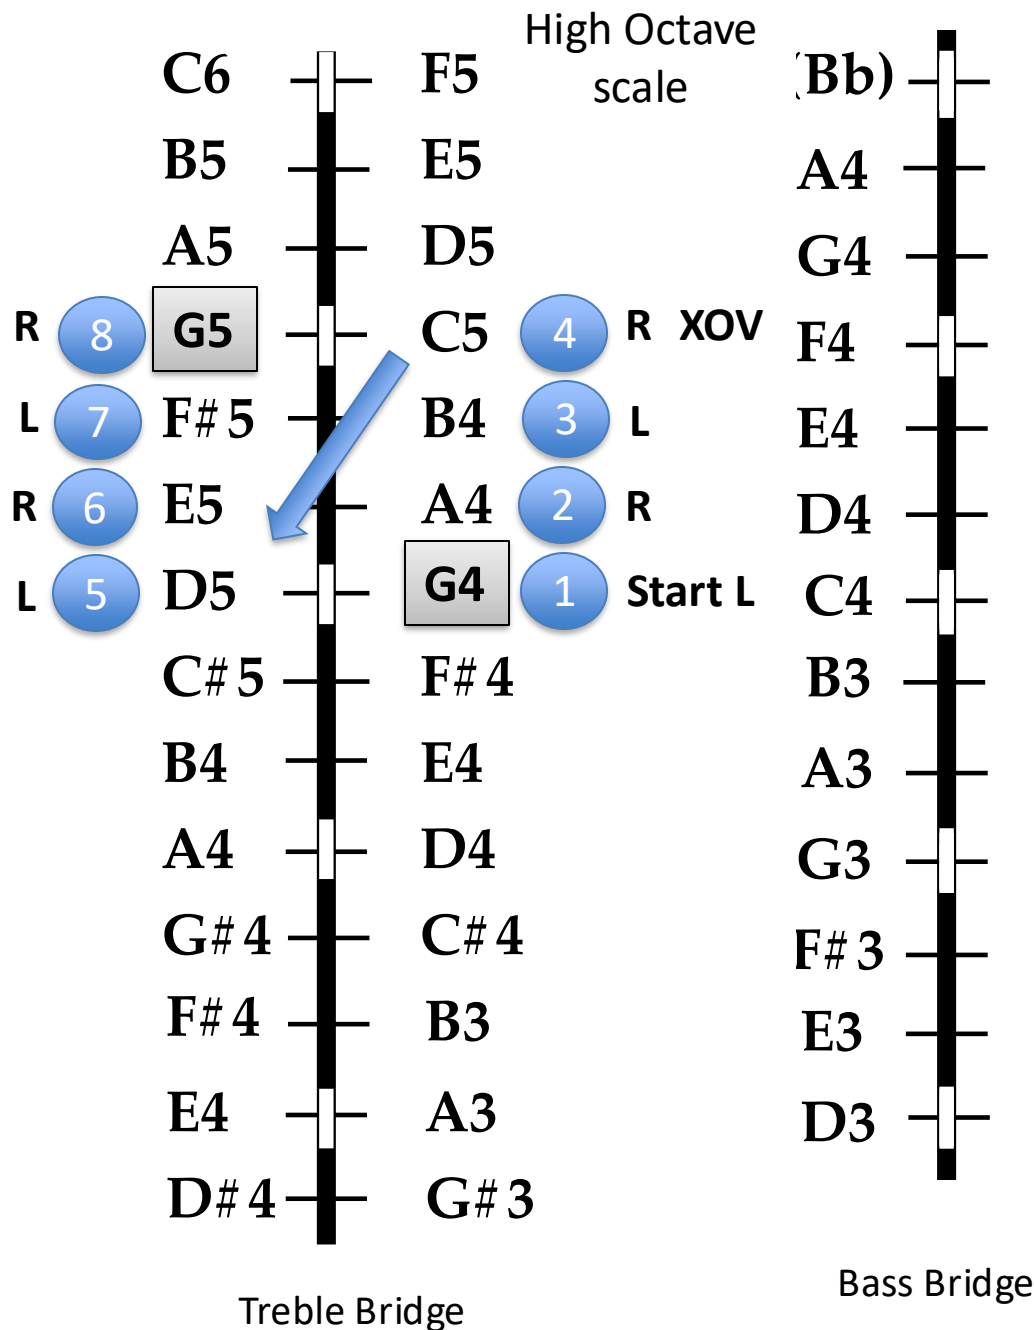 High Octave
scale
C6 F5 (Bb)
B5 E5 A4
A5 D5 G4
R 8 G5 C5 4 R XOV F4
L 7 F#5 B4 3 L E4
R 6 E5 A4 2 R D4
L 5 D5 G4 1 Start L C4
C#5 F#4 B3
B4 E4 A3
A4 D4 G3
G#4 C#4 F#3
F#4 B3 E3
E4 A3 D3
D#4 G#3
Treble Bridge
Bass Bridge